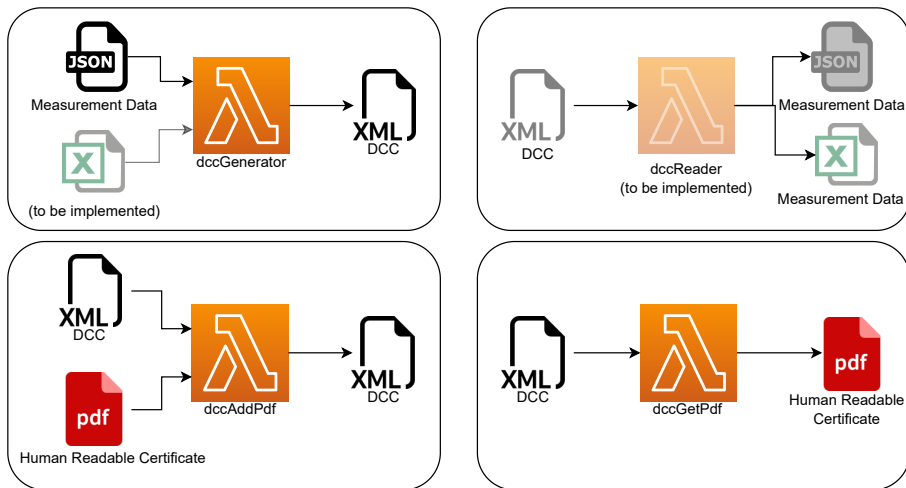 JSON
Measurement Data
X
(to be implemented)
dccGenerator
XML
DCC
XML
DCC
dccReader
(to be implemented)
JSON
Measurement Data
X
Measurement Data
XML
DCC
pdf
Human Readable Certificate
dccAddPdf
XML
DCC
XML
DCC
dccGetPdf
pdf
Human Readable
Certificate